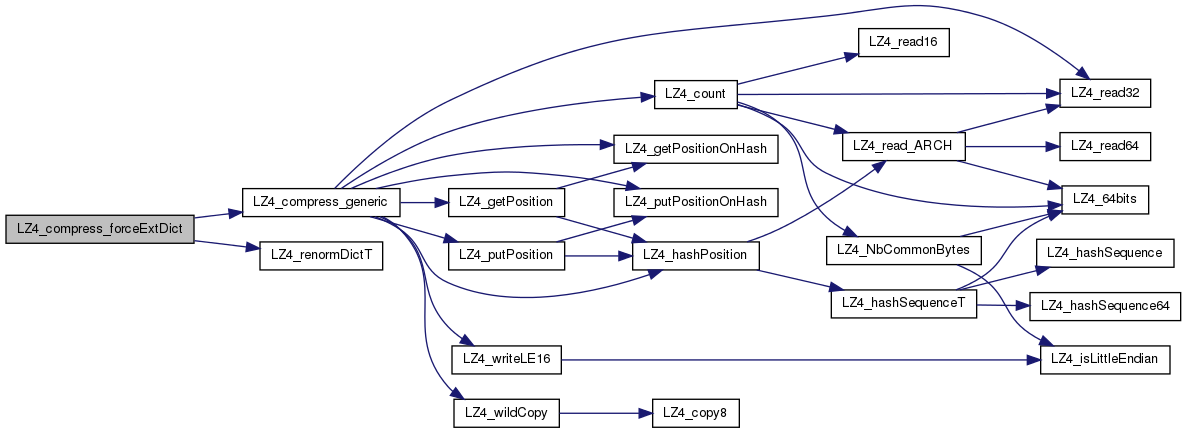 LZ4_compress_forceExtDict
LZ4_compress_generic
LZ4_renormDictT
LZ4_count
LZ4_getPositionOnHash
LZ4_getPosition
LZ4_putPositionOnHash
LZ4_putPosition
LZ4_hashPosition
LZ4_writeLE16
LZ4_wildCopy
LZ4_copy8
LZ4_read16
LZ4_read_ARCH
LZ4_NbCommonBytes
LZ4_hashSequenceT
LZ4_read32
LZ4_read64
LZ4_64bits
LZ4_hashSequence
LZ4_hashSequence64
LZ4_isLittleEndian